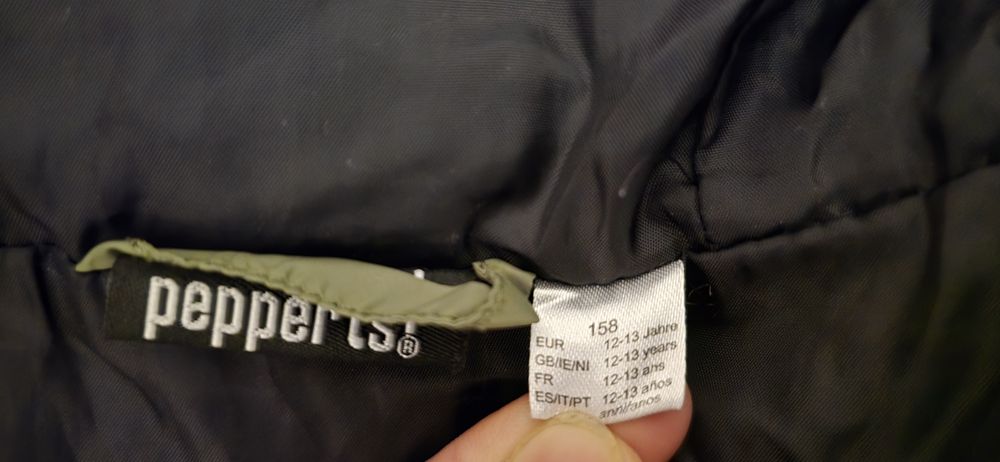 pepperts!®
158
EUR 12-13 Jahre
GB/IE/NI 12-13 years
FR 12-13 ans
ES/IT/PT 12-13 años
anni/anos